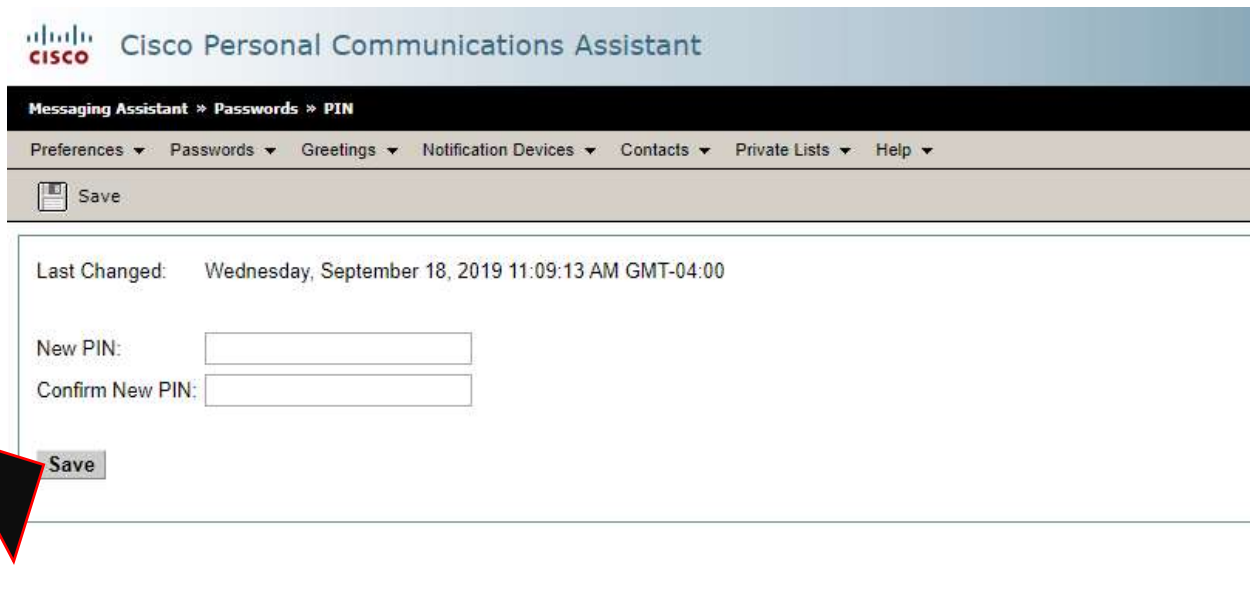 CISCO Cisco Personal Communications Assistant
Messaging Assistant » Passwords » PIN
Preferences ▼ Passwords ▼ Greetings ▼ Notification Devices ▼ Contacts ▼ Private Lists ▼ Help ▼
Save
Last Changed: Wednesday, September 18, 2019 11:09:13 AM GMT-04:00
New PIN:
Confirm New PIN:
Save